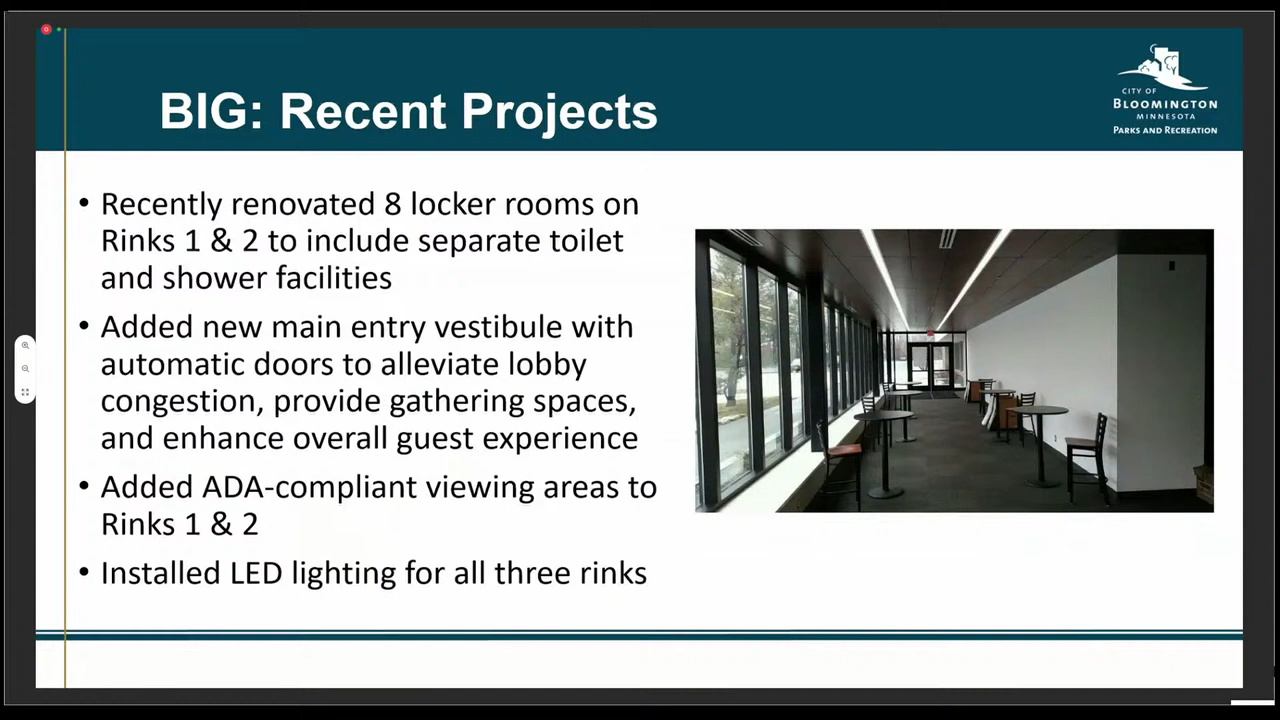 BIG: Recent Projects
CITY OF
BLOOMINGTON
MINNESOTA
PARKS AND RECREATION
• Recently renovated 8 locker rooms on
Rinks 1 & 2 to include separate toilet
and shower facilities
• Added new main entry vestibule with
automatic doors to alleviate lobby
congestion, provide gathering spaces,
and enhance overall guest experience
• Added ADA-compliant viewing areas to
Rinks 1 & 2
• Installed LED lighting for all three rinks